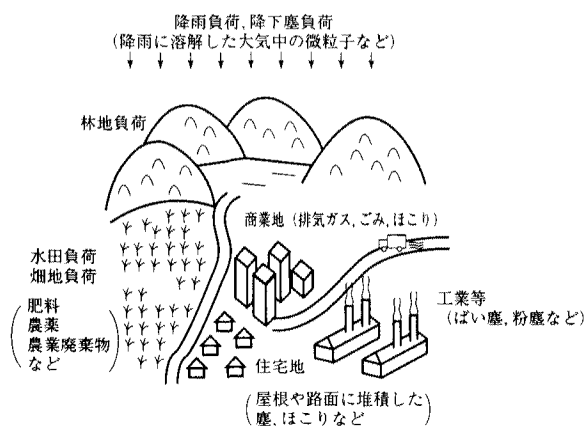 降雨負荷,降下塵負荷
(降雨に溶解した大気中の微粒子など)
林地負荷
商業地(排気ガス,ごみ,ほこり)
水田負荷
畑地負荷
肥料
農薬
農業廃棄物
など
工業等
(ばい塵,粉塵など)
住宅地
屋根や路面に堆積した
塵,ほこりなど